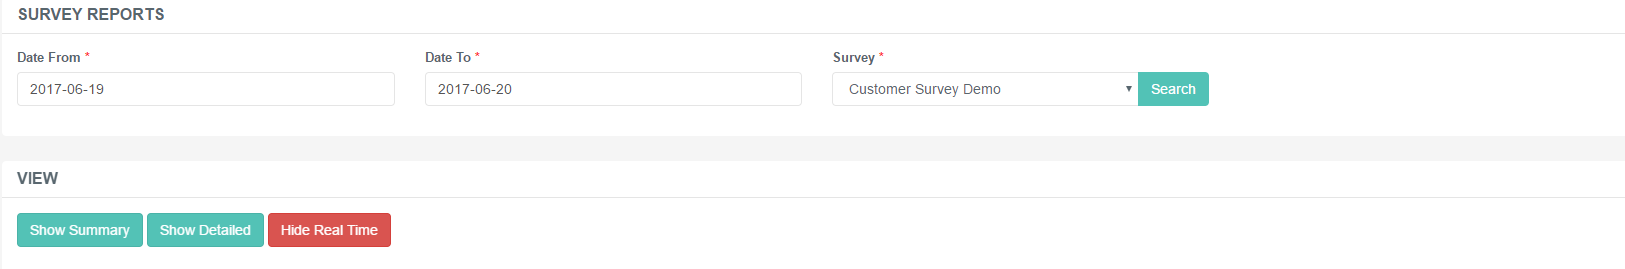 SURVEY REPORTS
Date From * Date To * Survey *
2017-06-19 2017-06-20 Customer Survey Demo Search
VIEW
Show Summary Show Detailed Hide Real Time